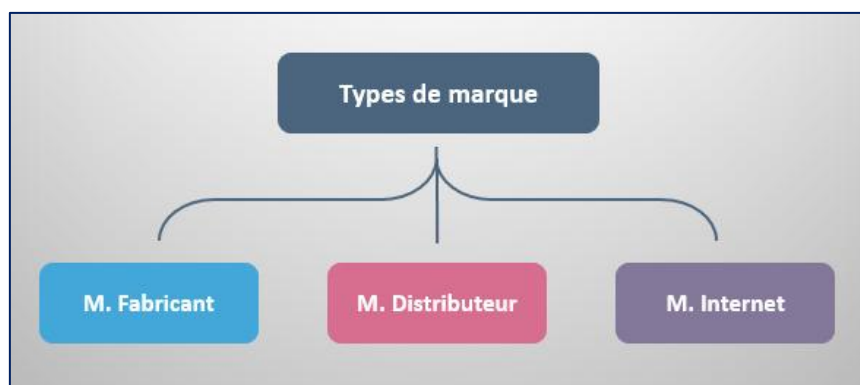 Types de marque
M. Fabricant
M. Distributeur
M. Internet